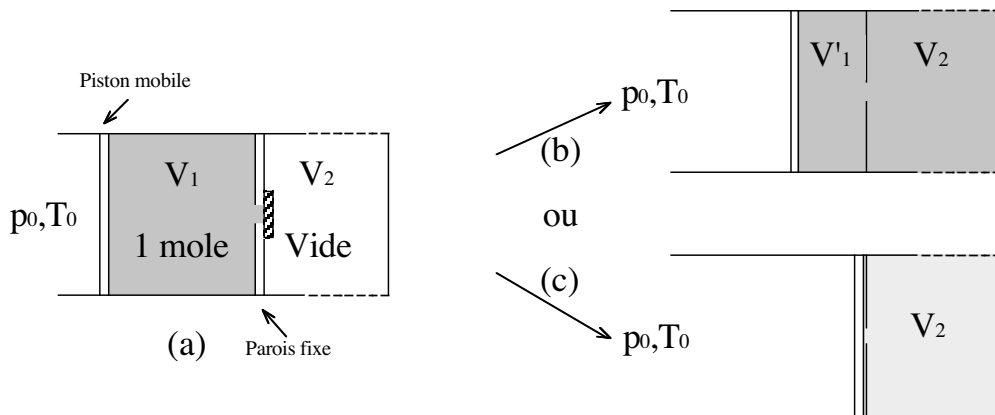 Piston mobile
V1
V2
p0,T0
1 mole
Vide
(a)
Parois fixe
p0,T0
V'1
V2
(b)
ou
(c)
p0,T0
V2